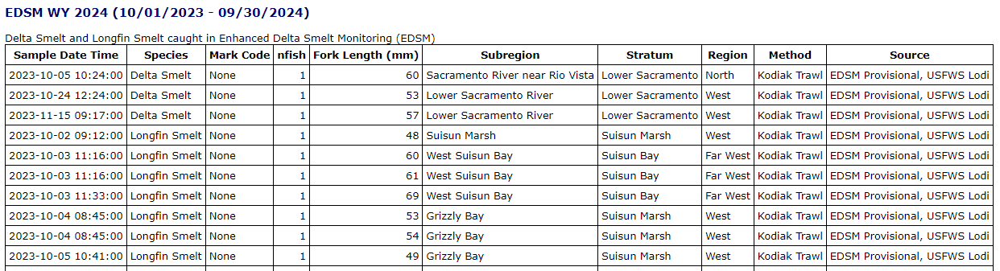 EDSM WY 2024 (10/01/2023 - 09/30/2024)
Delta Smelt and Longfin Smelt caught in Enhanced Delta Smelt Monitoring (EDSM)
Sample Date Time Species Mark Code nfish Fork Length (mm) Subregion Stratum Region Method Source
2023-10-05 10:24:00 Delta Smelt None 1 60 Sacramento River near Rio Vista Lower Sacramento North Kodiak Trawl EDSM Provisional, USFWS Lodi
2023-10-24 12:24:00 Delta Smelt None 1 53 Lower Sacramento River Lower Sacramento West Kodiak Trawl EDSM Provisional, USFWS Lodi
2023-11-15 09:17:00 Delta Smelt None 1 57 Lower Sacramento River Lower Sacramento West Kodiak Trawl EDSM Provisional, USFWS Lodi
2023-10-02 09:12:00 Longfin Smelt None 1 48 Suisun Marsh Suisun Marsh West Kodiak Trawl EDSM Provisional, USFWS Lodi
2023-10-03 11:16:00 Longfin Smelt None 1 60 West Suisun Bay Suisun Bay Far West Kodiak Trawl EDSM Provisional, USFWS Lodi
2023-10-03 11:16:00 Longfin Smelt None 1 61 West Suisun Bay Suisun Bay Far West Kodiak Trawl EDSM Provisional, USFWS Lodi
2023-10-03 11:33:00 Longfin Smelt None 1 69 West Suisun Bay Suisun Bay Far West Kodiak Trawl EDSM Provisional, USFWS Lodi
2023-10-04 08:45:00 Longfin Smelt None 1 53 Grizzly Bay Suisun Marsh West Kodiak Trawl EDSM Provisional, USFWS Lodi
2023-10-04 08:45:00 Longfin Smelt None 1 54 Grizzly Bay Suisun Marsh West Kodiak Trawl EDSM Provisional, USFWS Lodi
2023-10-05 10:41:00 Longfin Smelt None 1 49 Grizzly Bay Suisun Marsh West Kodiak Trawl EDSM Provisional, USFWS Lodi